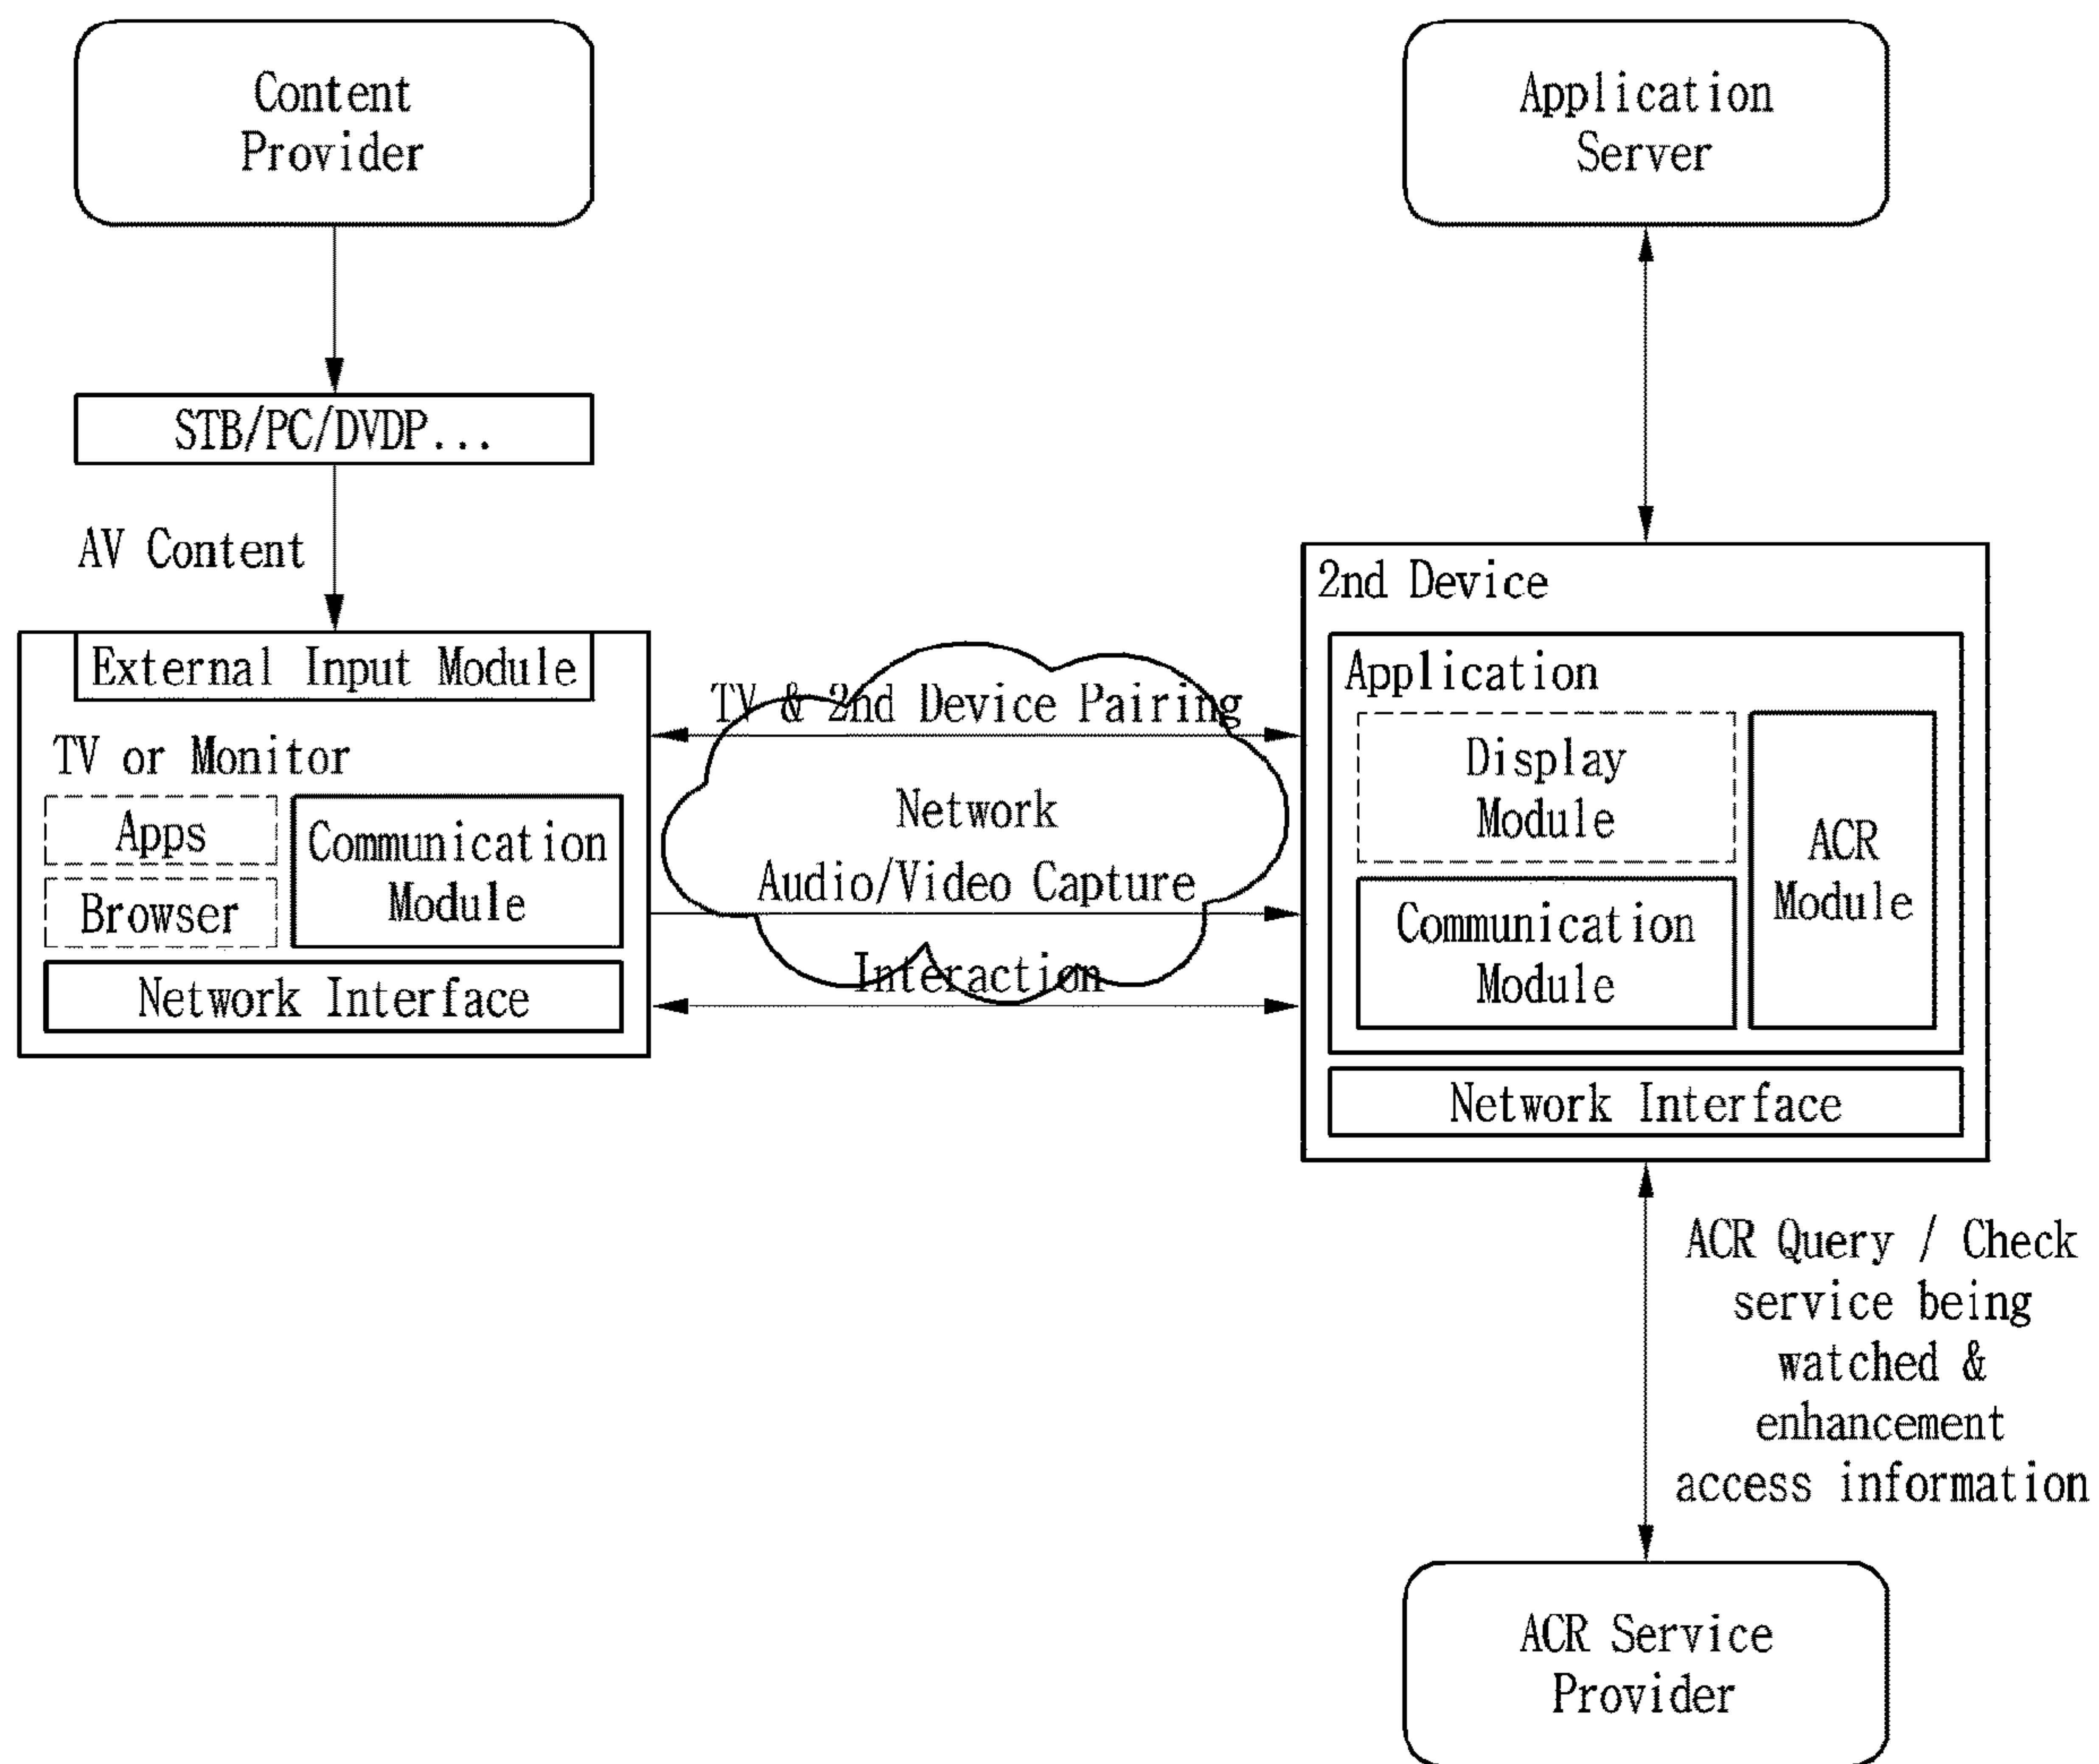 Content
Provider
Application
Server
STB/PC/DVDP...
AV Content
External Input Module
TV or Monitor
Apps
Browser
Communication
Module
Network Interface
TV & 2nd Device Pairing
Network
Audio/Video Capture
Interaction
2nd Device
Application
Display
Module
Communication
Module
ACR
Module
Network Interface
ACR Query / Check
service being
watched &
enhancement
access information
ACR Service
Provider